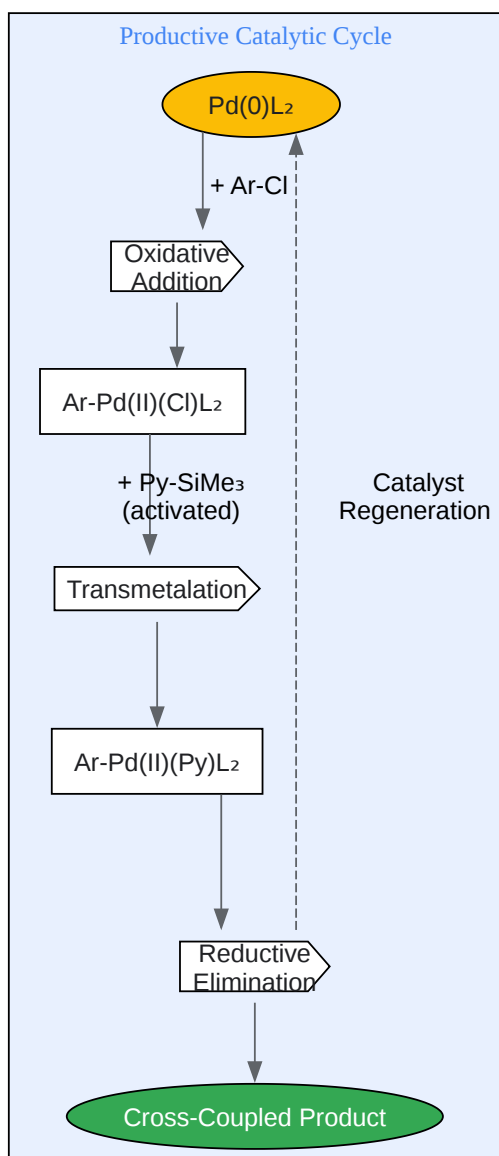 Productive Catalytic Cycle
Pd(0)L₂
+ Ar-Cl
Oxidative
Addition
Ar-Pd(II)(Cl)L₂
+ Py-SiMe₃
(activated)
Catalyst
Regeneration
Transmetalation
Ar-Pd(II)(Py)L₂
Reductive
Elimination
Cross-Coupled Product